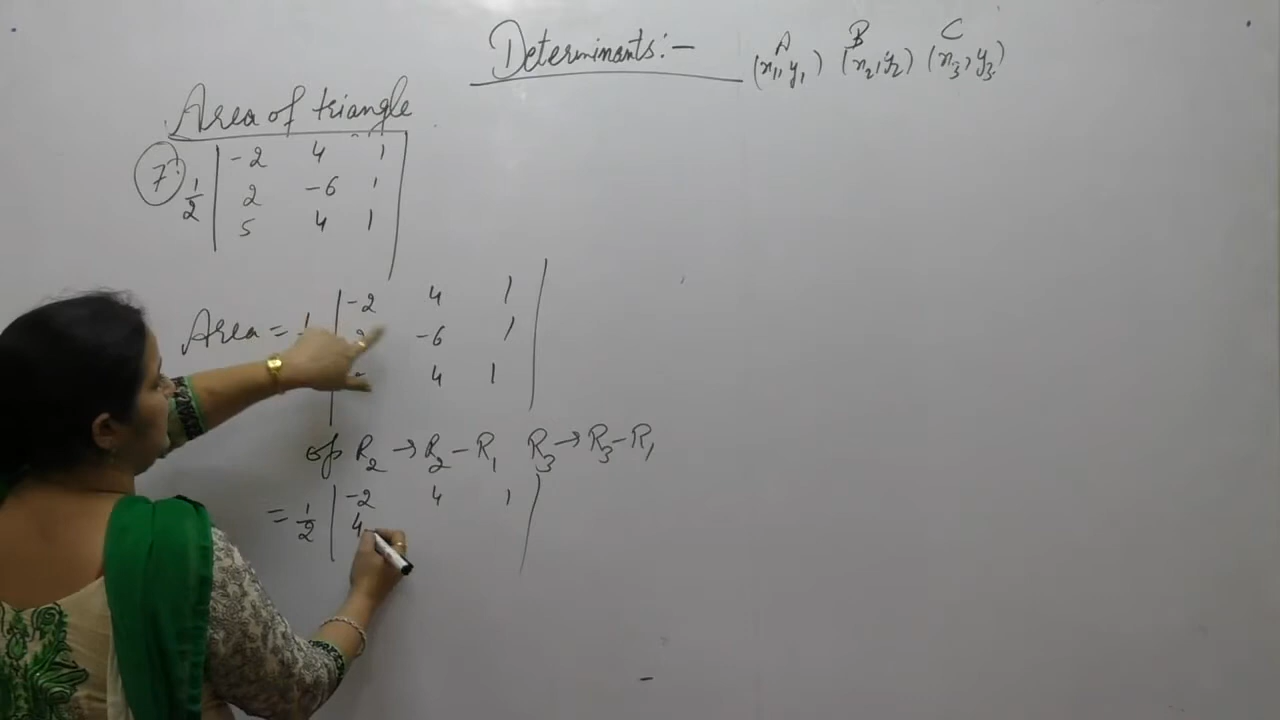 Determinants:-
A B C
(x₁, y₁) (x₂, y₂) (x₃, y₃)
Area of triangle
7. 1/2 | -2 4 1 |
2 -6 1
5 4 1
Area = | -2 4 1 |
-6 1
4 1
op R₂ → R₂ - R₁ R₃ → R₃ - R₁
= 1/2 | -2 4 1 |
4